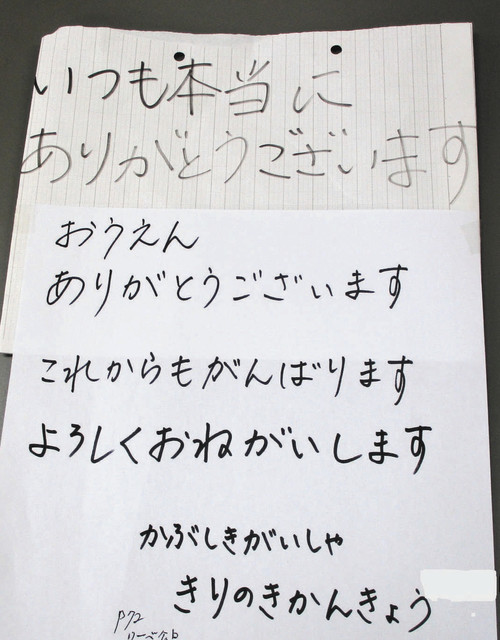 いつも本当に
ありがとうございます
おうえん
ありがとうございます
これからもがんばります
よろしくおねがいします
かぶしきがいしゃ
きりのきかんきょう
P72